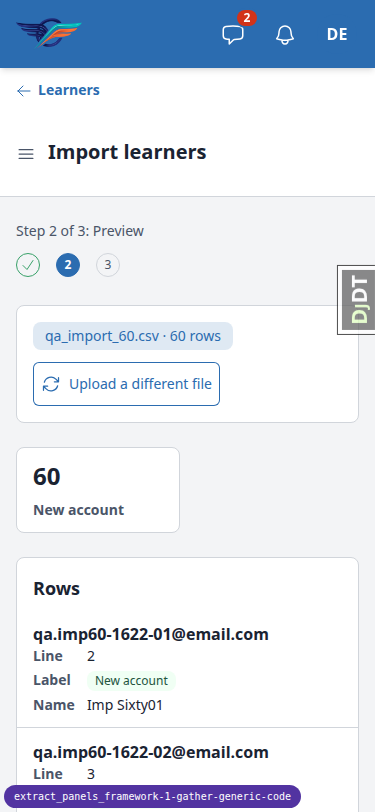 2
DE
← Learners
Import learners
Step 2 of 3: Preview
2
3
DjDT
qa_import_60.csv · 60 rows
Upload a different file
60
New account
Rows
qa.imp60-1622-01@email.com
Line 2
Label New account
Name Imp Sixty01
qa.imp60-1622-02@email.com
Line 3
extract_panels_framework-1-gather-generic-code